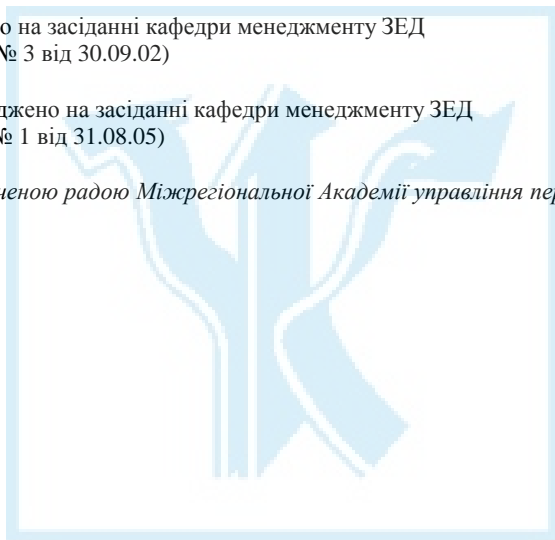 о на засіданні кафедри менеджменту ЗЕД
№ 3 від 30.09.02)
джено на засіданні кафедри менеджменту ЗЕД
№ 1 від 31.08.05)
ченою радою Міжрегіональної Академії управління пер